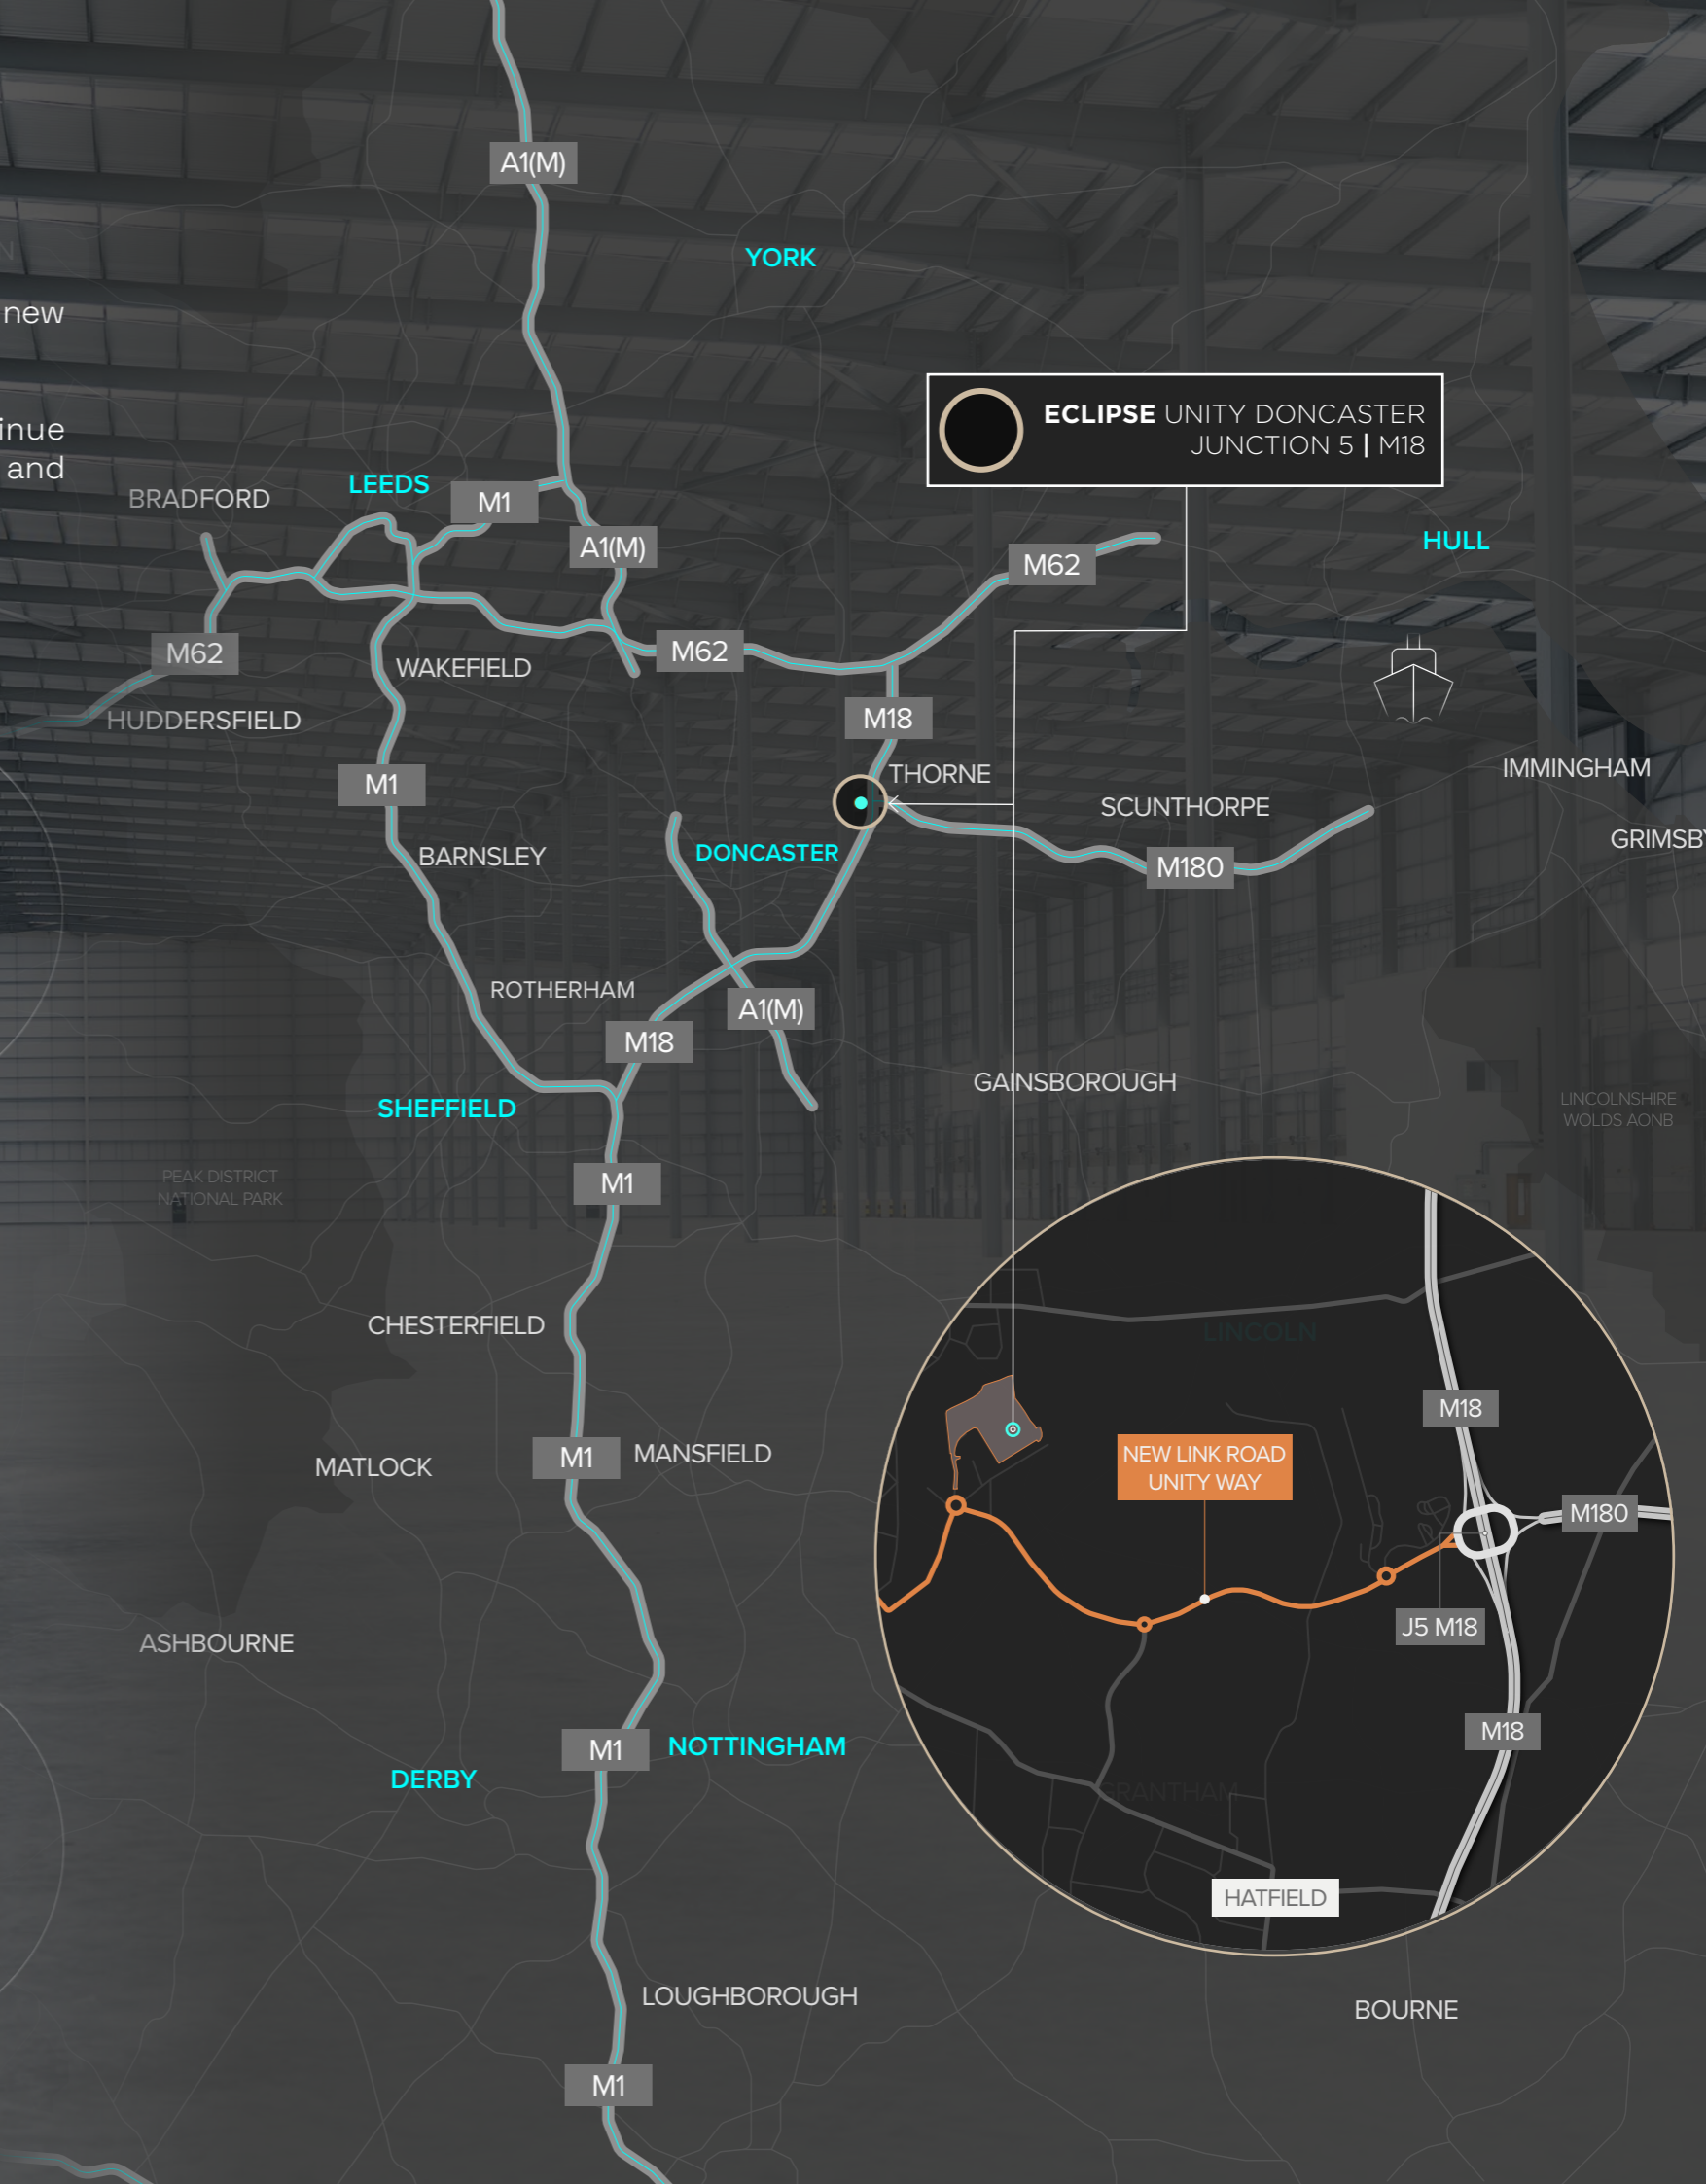 A1(M)
YORK
new
ECLIPSE UNITY DONCASTER
JUNCTION 5 | M18
inue
and
BRADFORD
LEEDS
M1
A1(M)
HULL
M62
M62
WAKEFIELD
M62
HUDDERSFIELD
M18
THORNE
IMMINGHAM
M1
SCUNTHORPE
GRIMSBY
BARNSLEY
DONCASTER
M180
ROTHERHAM
A1(M)
M18
GAINSBOROUGH
SHEFFIELD
LINCOLNSHIRE
WOLDS AONB
PEAK DISTRICT
NATIONAL PARK
M1
CHESTERFIELD
LINCOLN
M18
MATLOCK
M1
MANSFIELD
NEW LINK ROAD
UNITY WAY
M180
ASHBOURNE
J5 M18
M18
M1
NOTTINGHAM
DERBY
GRANTHAM
HATFIELD
LOUGHBOROUGH
BOURNE
M1